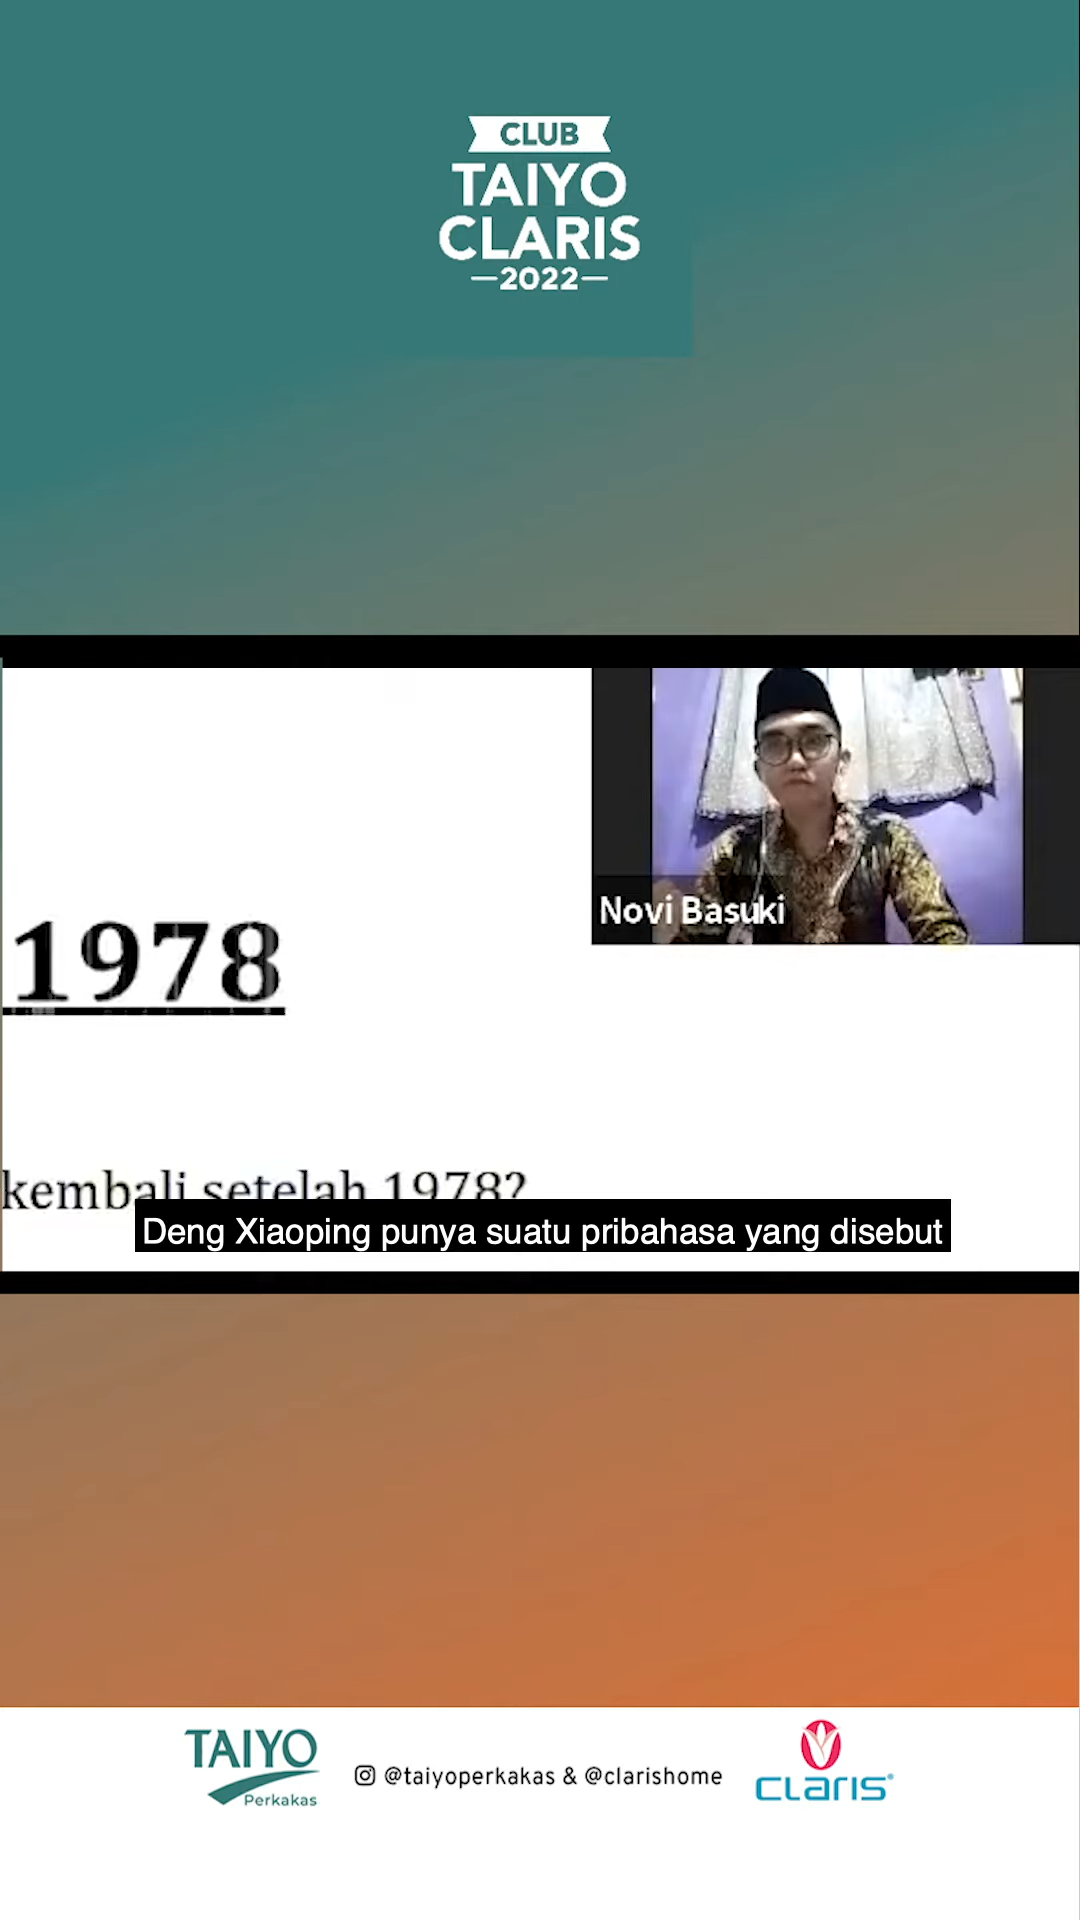 CLUB
TAIYO
CLARIS
2022
Novi Basuki
1978
kembali setelah 1978?
Deng Xiaoping punya suatu pribahasa yang disebut
TAIYO
Perkakas
@taiyoperkakas & @clarishome
CLARIS®